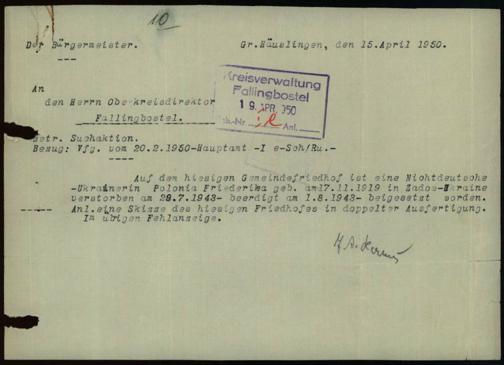 10
Der Bürgermeister. Gr.Häuslingen, den 15.April 1950.
An
den Herrn Oberkreisdirektor
Fallingbostel.
Kreisverwaltung
Fallingbostel
19. APR. 1950
Anl.
Betr. Suchaktion.
Bezug: Vfg. vom 20.2.1950-Hauptamt -I e-Sch/Ru.-
Auf dem hiesigen Gemeindefriedhof ist eine Nichtdeutsche
-Ukrainerin Polonia Friederika geb. am 17.11.1919 in Zados-Ukraine
verstorben am 29.7.1943- beerdigt am 1.8.1943- beigesetzt worden.
Anl.eine Skizze des hiesigen Friedhofes in doppelter Ausfertigung.
Im übrigen Fehlanzeige.